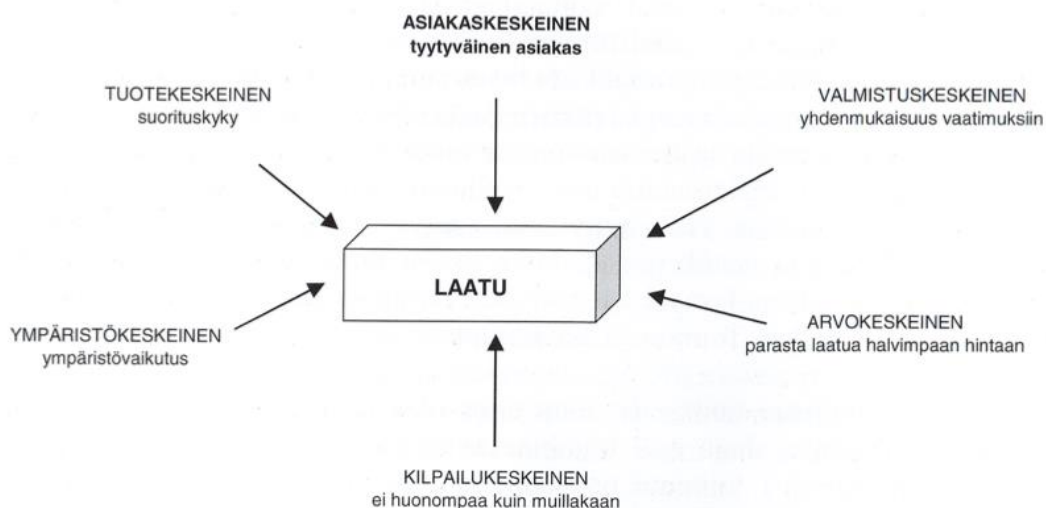 ASIAKASKESKEINEN
tyytyväinen asiakas
TUOTEKESKEINEN
suorituskyky
VALMISTUSKESKEINEN
yhdenmukaisuus vaatimuksiin
LAATU
YMPÄRISTÖKESKEINEN
ympäristövaikutus
ARVOKESKEINEN
parasta laatua halvimpaan hintaan
KILPAILUKESKEINEN
ei huonompaa kuin muillakaan